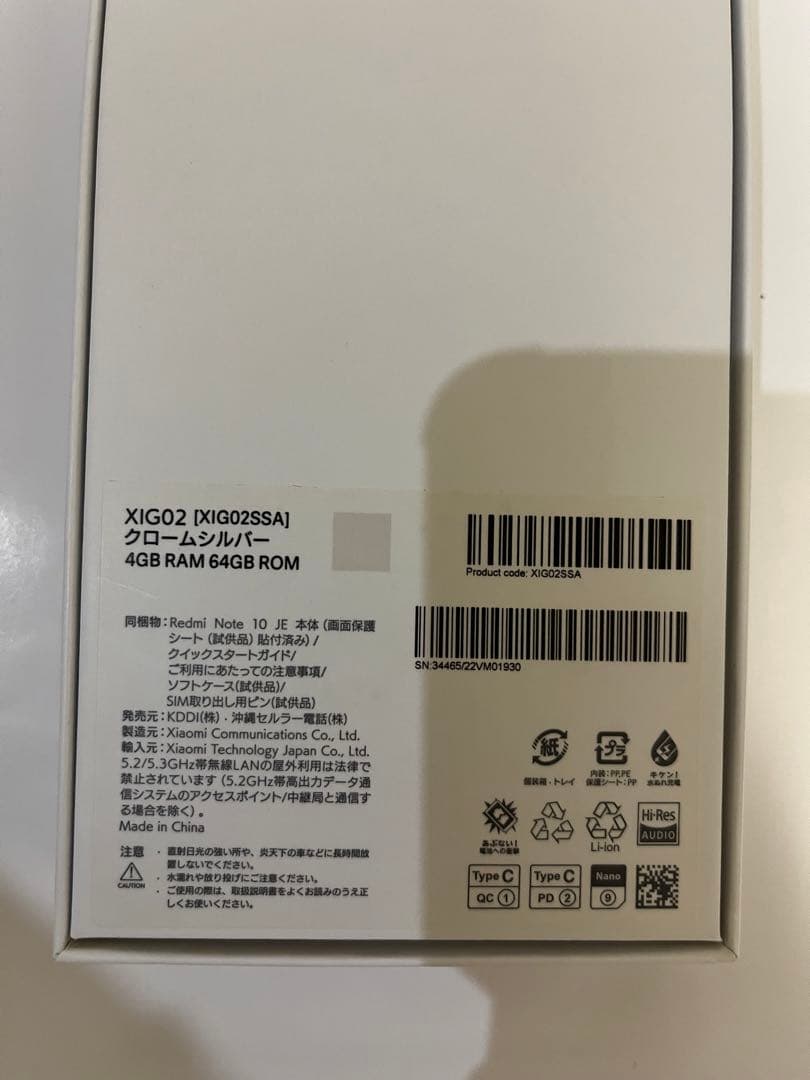 XIG02 [XIG02SSA]
クロームシルバー
4GB RAM 64GB ROM
Product code: XIG02SSA
SN:34465/22VM01930
同梱物：Redmi Note 10 JE 本体（画面保護
シート（試供品）貼付済み）/
クイックスタートガイド/
ご利用にあたっての注意事項/
ソフトケース(試供品)/
SIM取り出し用ピン(試供品)
発売元：KDDI(株)・沖縄セルラー電話(株)
製造元：Xiaomi Communications Co., Ltd.
輸入元：Xiaomi Technology Japan Co., Ltd.
5.2/5.3GHz帯無線LANの屋外利用は法律で
禁止されています（5.2GHz帯高出力データ通
信システムのアクセスポイント/中継局と通信す
る場合を除く）。
Made in China
注意
CAUTION
・直射日光の強い所や、炎天下の車などに長時間放
置しないでください。
・水濡れや放り投げにご注意ください。
・ご使用の際は、取扱説明書をよくお読みのうえ正
しくお使いください。
紙
個装箱・トレイ
プラ
内装：PP,PE
保護シート：PP
キケン！
水ぬれ充電
あぶない！
電池への衝撃
Li-ion
Hi-Res
AUDIO
Type C
QC 1
Type C
PD 2
Nano
9